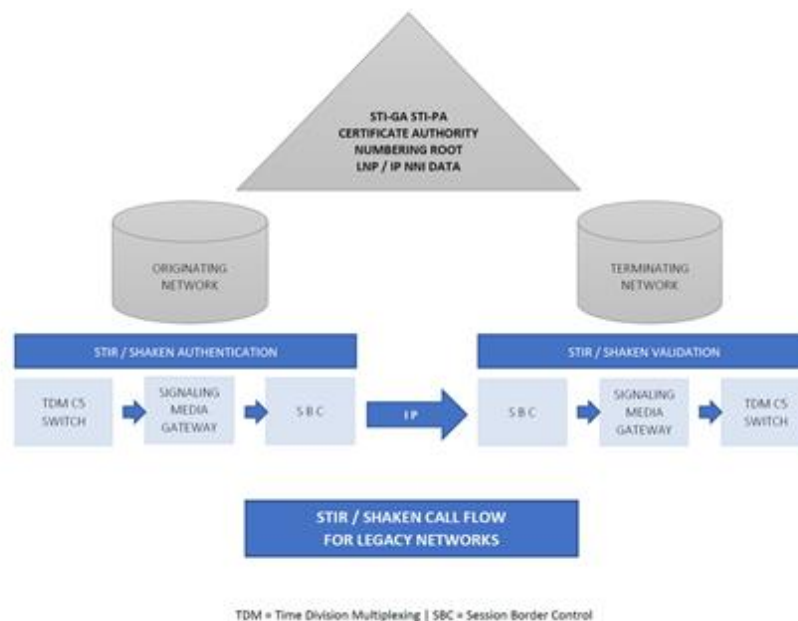 STI-GA STI-PA
CERTIFICATE AUTHORITY
NUMBERING ROOT
LNP / IP NNI DATA
ORIGINATING
NETWORK
TERMINATING
NETWORK
STIR / SHAKEN AUTHENTICATION
STIR / SHAKEN VALIDATION
TDM C5
SWITCH
SIGNALING
MEDIA
GATEWAY
S B C
I P
S B C
SIGNALING
MEDIA
GATEWAY
TDM C5
SWITCH
STIR / SHAKEN CALL FLOW
FOR LEGACY NETWORKS
TDM = Time Division Multiplexing | SBC = Session Border Control